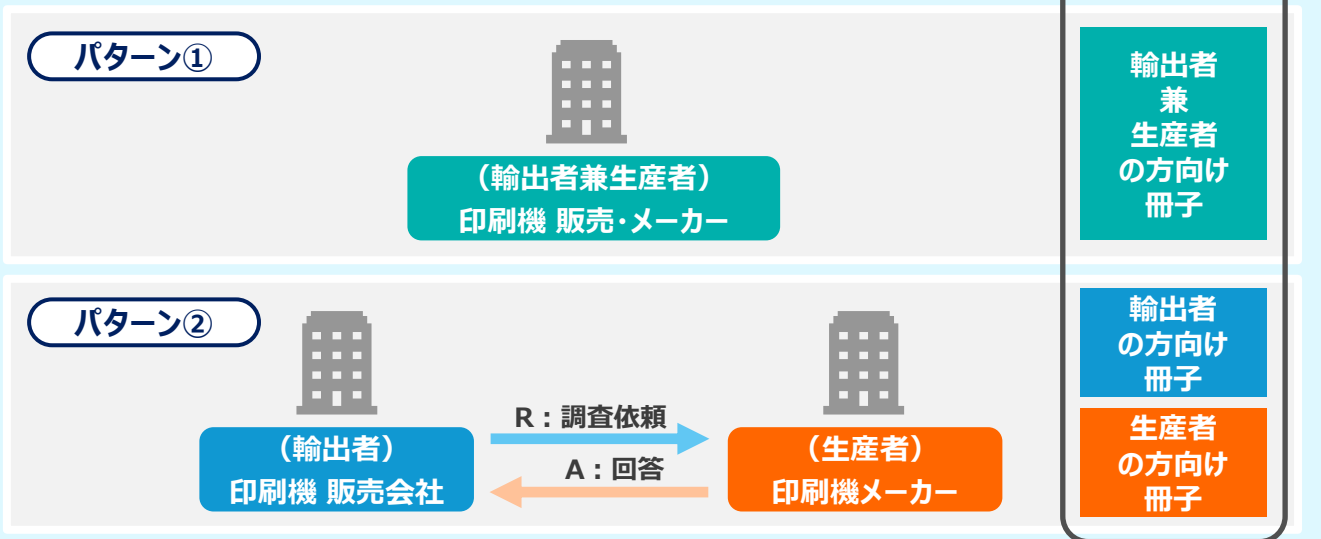 パターン①
(輸出者兼生産者)
印刷機 販売・メーカー
輸出者
兼
生産者
の方向け
冊子
パターン②
R:調査依頼
A:回答
(輸出者)
印刷機 販売会社
(生産者)
印刷機メーカー
輸出者
の方向け
冊子
生産者
の方向け
冊子